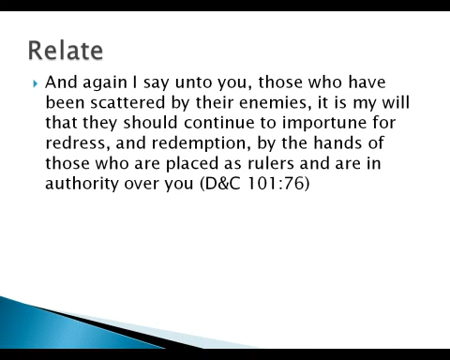 Relate
And again I say unto you, those who have
been scattered by their enemies, it is my will
that they should continue to importune for
redress, and redemption, by the hands of
those who are placed as rulers and are in
authority over you (D&C 101:76)